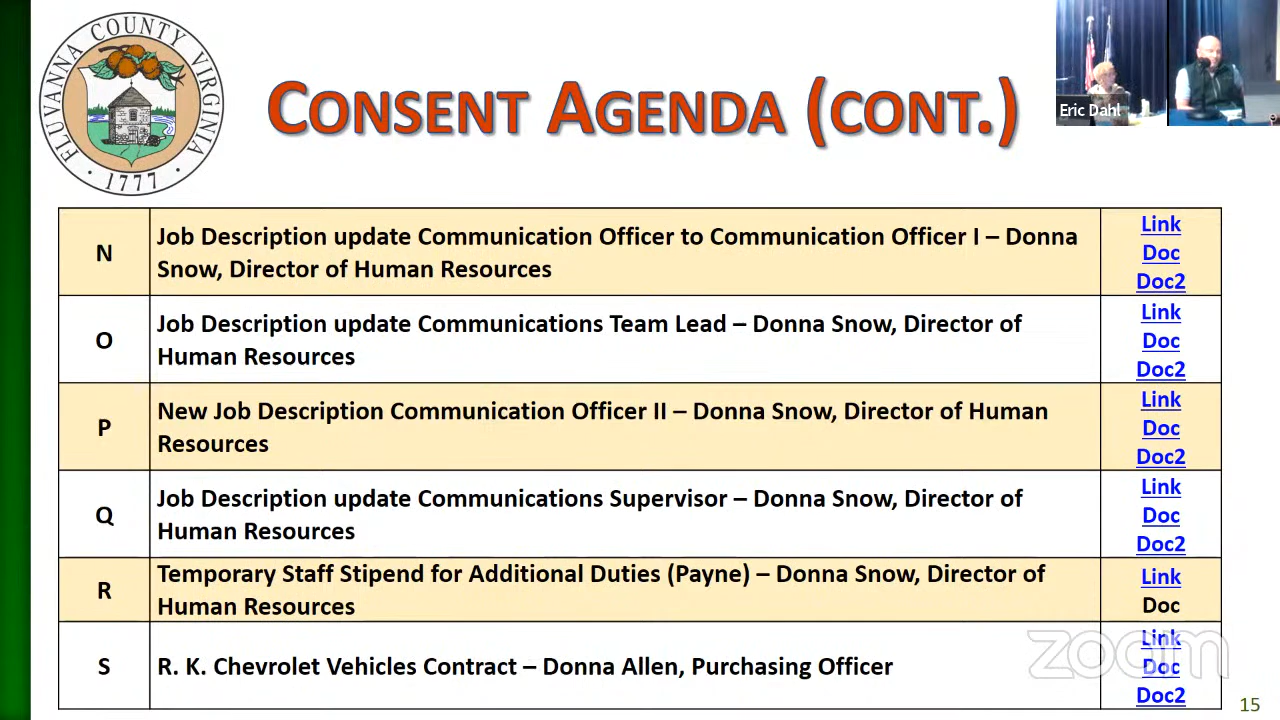 FLUVANNA COUNTY VIRGINIA
1777
CONSENT AGENDA (CONT.)
Eric Dahl
N
Job Description update Communication Officer to Communication Officer I – Donna
Snow, Director of Human Resources
Link
Doc
Doc2
O
Job Description update Communications Team Lead – Donna Snow, Director of
Human Resources
Link
Doc
Doc2
P
New Job Description Communication Officer II – Donna Snow, Director of Human
Resources
Link
Doc
Doc2
Q
Job Description update Communications Supervisor – Donna Snow, Director of
Human Resources
Link
Doc
Doc2
R
Temporary Staff Stipend for Additional Duties (Payne) – Donna Snow, Director of
Human Resources
Link
Doc
S
R. K. Chevrolet Vehicles Contract – Donna Allen, Purchasing Officer
Link
Doc
Doc2
zoom
15